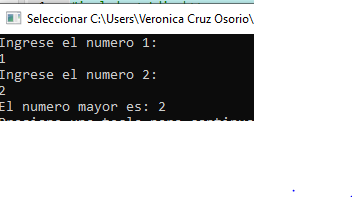 Seleccionar C:\Users\Veronica Cruz Osorio\
Ingrese el numero 1:
1
Ingrese el numero 2:
2
El numero mayor es: 2